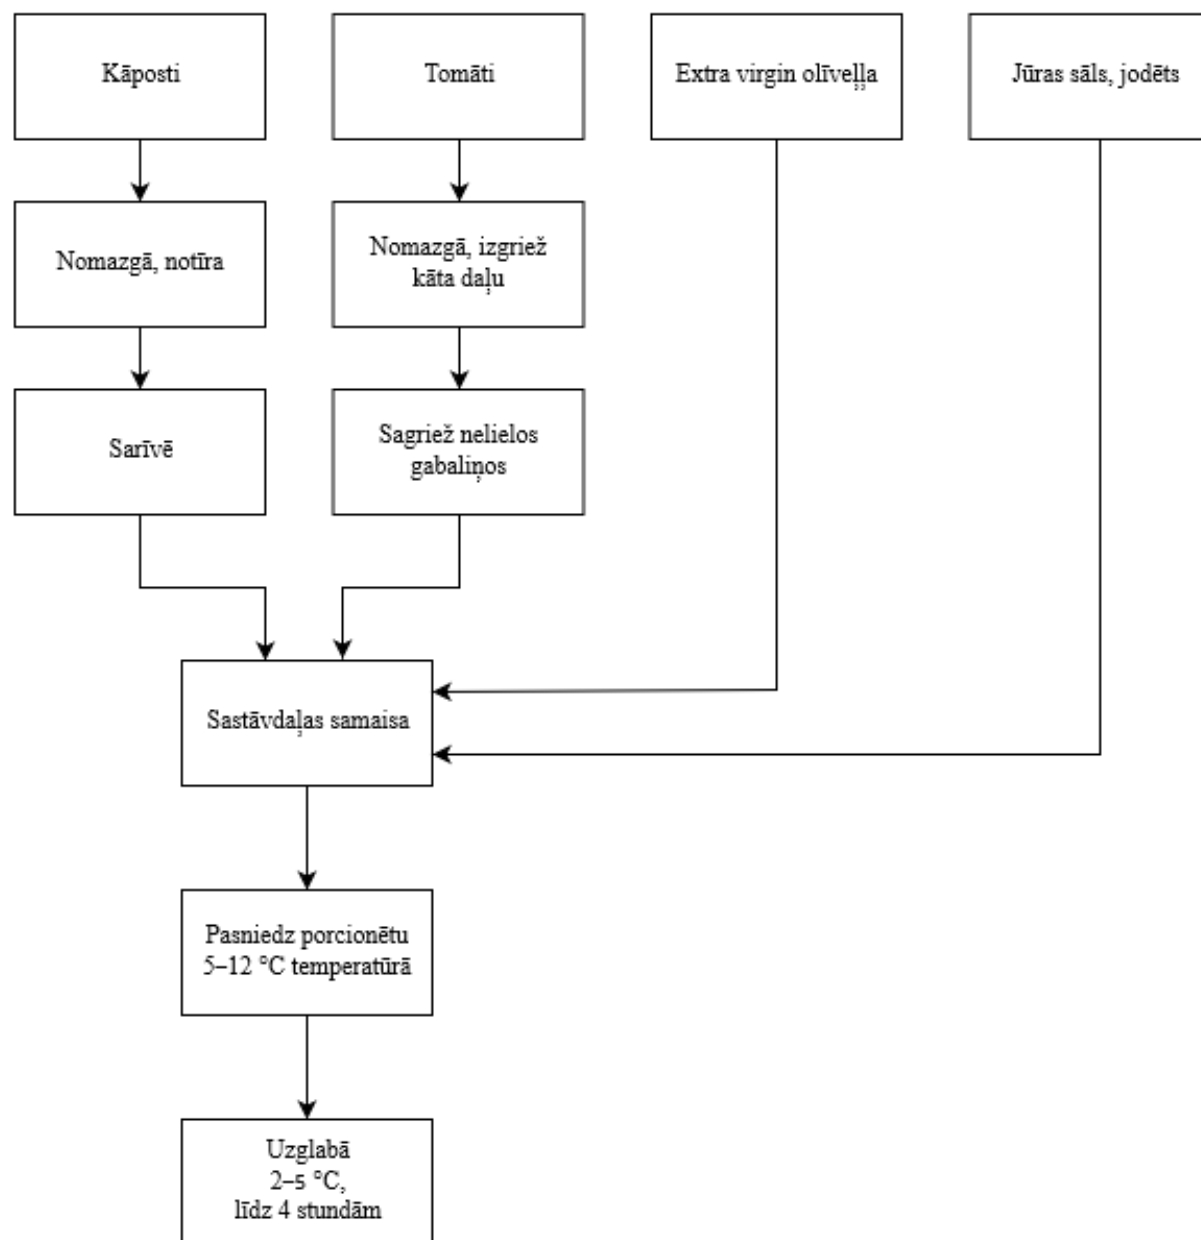 Kāposti
Tomāti
Extra virgin olīveļļa
Jūras sāls, jodēts
Nomazgā, notīra
Nomazgā, izgriež
kāta daļu
Sarīvē
Sagriež nelielos
gabaliņos
Sastāvdaļas samaisa
Pasniedz porcionētu
5–12 °C temperatūrā
Uzglabā
2–5 °C,
līdz 4 stundām